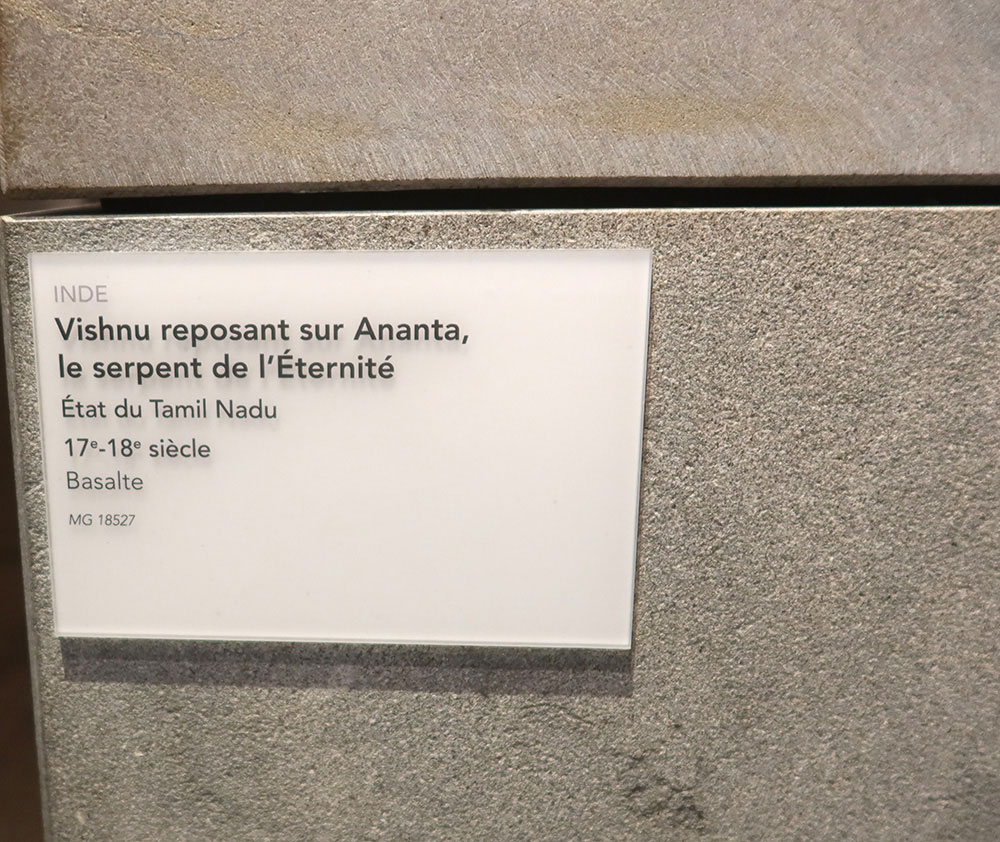 INDE
Vishnu reposant sur Ananta,
le serpent de l’Éternité
État du Tamil Nadu
17ᵉ-18ᵉ siècle
Basalte
MG 18527